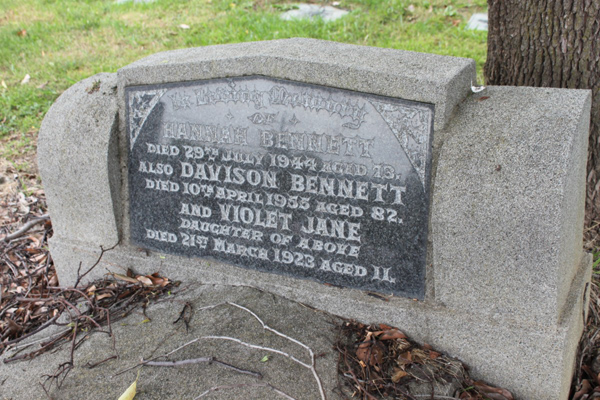 In Loving Memory
OF
HANNAH BENNETT
DIED 29TH JULY 1944 AGED 73.
ALSO DAVISON BENNETT
DIED 10TH APRIL 1955 AGED 82.
AND VIOLET JANE
DAUGHTER OF ABOVE
DIED 21ST MARCH 1923 AGED 11.